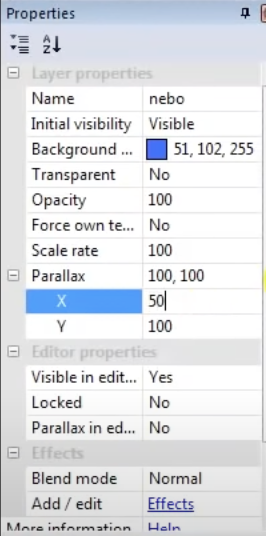 Properties
Layer properties
Name nebo
Initial visibility Visible
Background ... 51, 102, 255
Transparent No
Opacity 100
Force own te... No
Scale rate 100
Parallax 100, 100
X 50
Y 100
Editor properties
Visible in edit... Yes
Locked No
Parallax in ed... No
Effects
Blend mode Normal
Add / edit Effects
More information Help